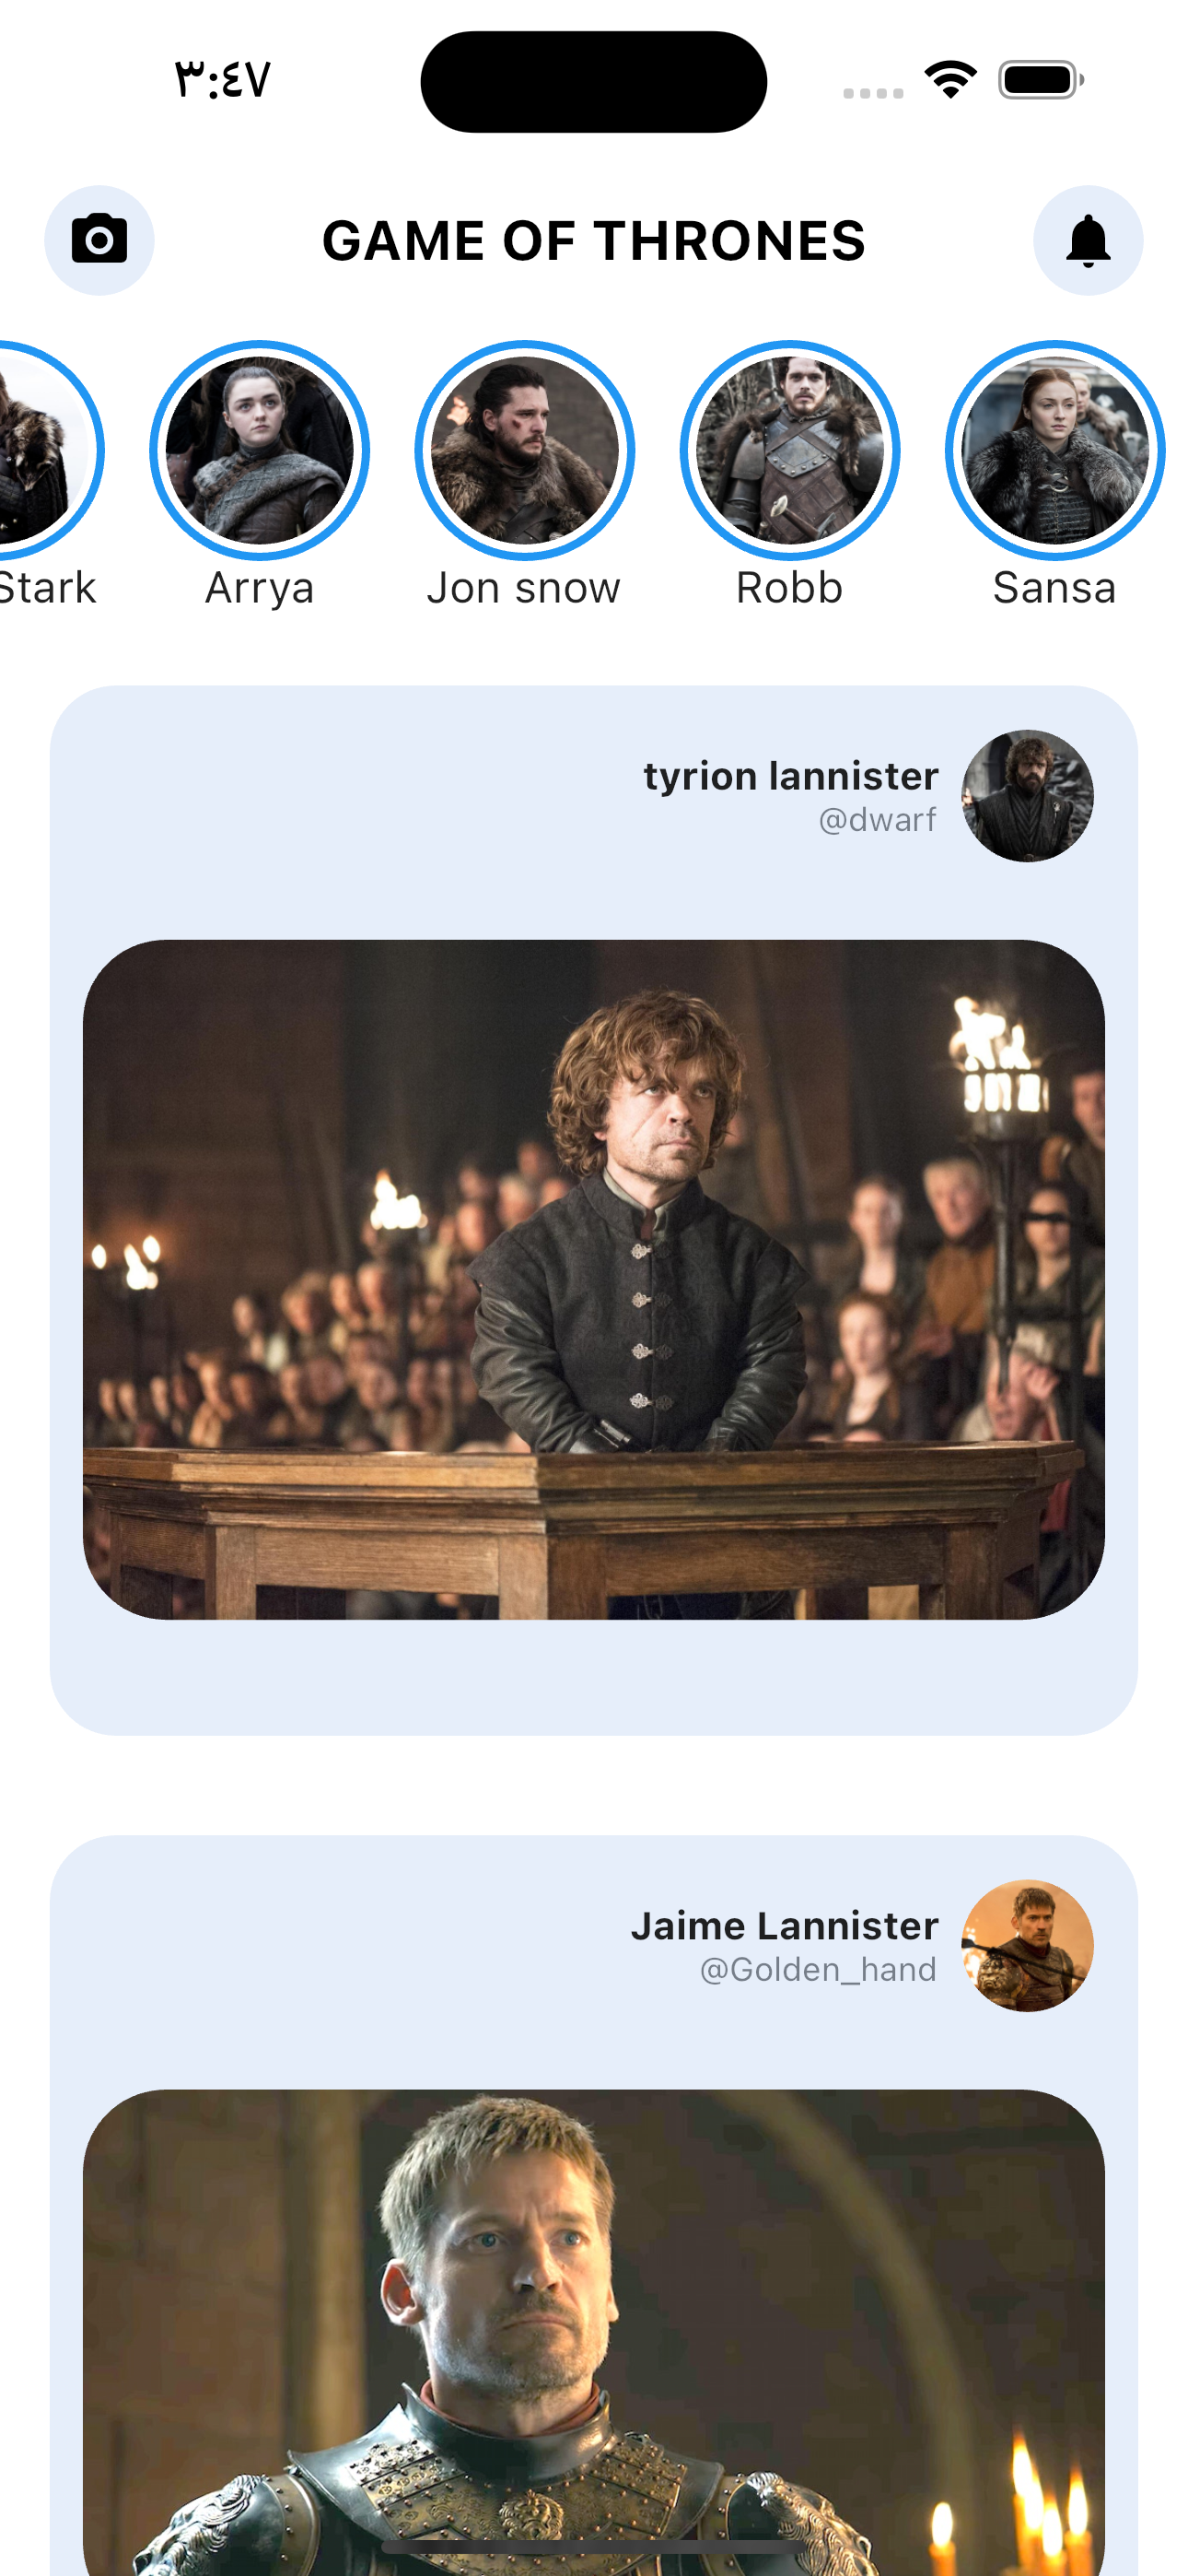 ٣:٤٧
GAME OF THRONES
Stark
Arrya
Jon snow
Robb
Sansa
tyrion lannister
@dwarf
Jaime Lannister
@Golden_hand